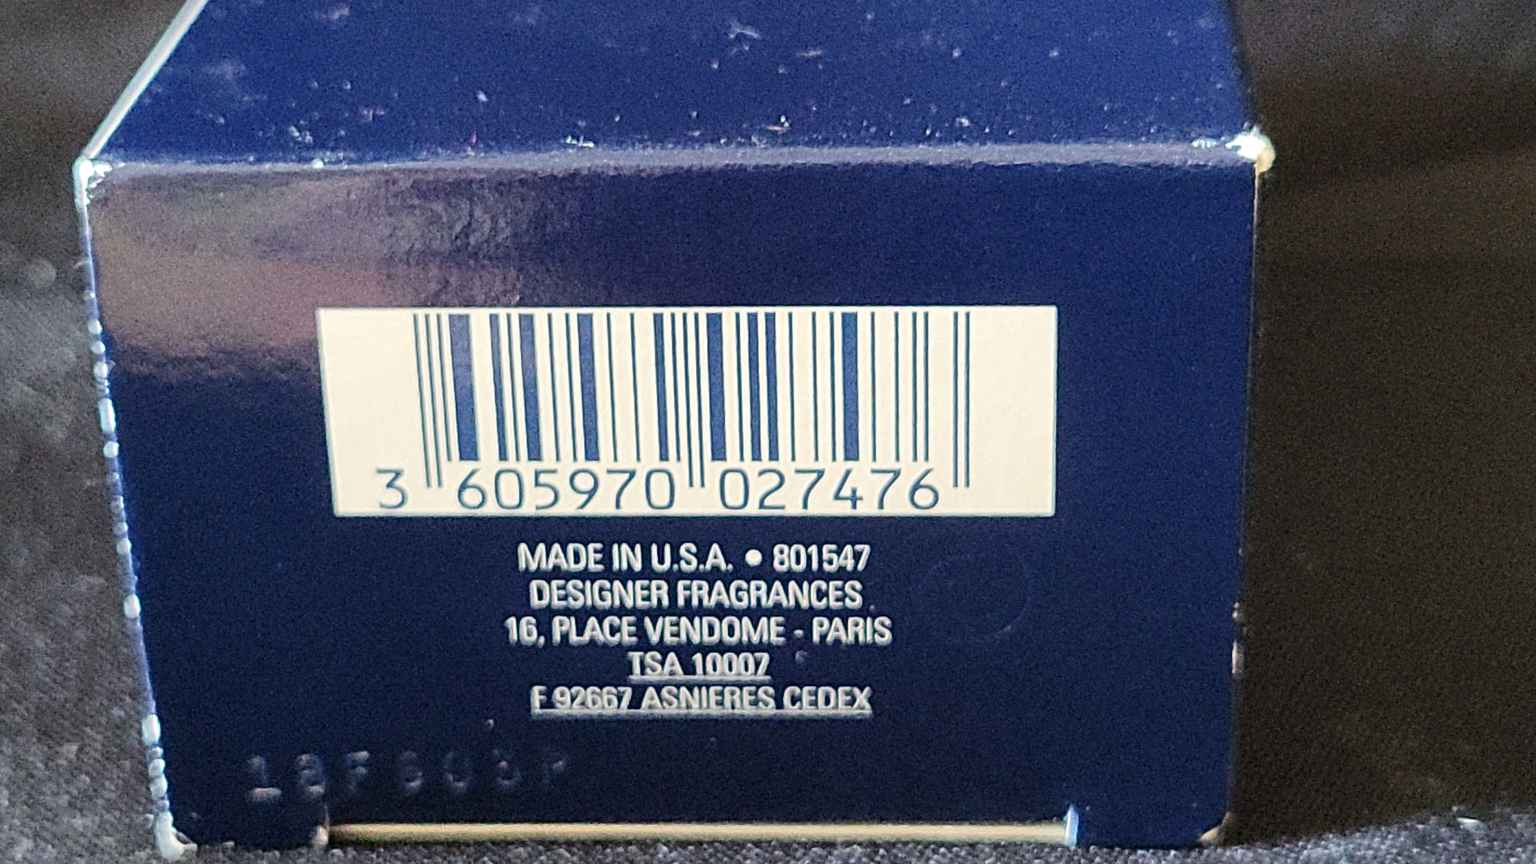 3 605970 027476
MADE IN U.S.A. • 801547
DESIGNER FRAGRANCES
16, PLACE VENDOME - PARIS
TSA 10007
F 92667 ASNIERES CEDEX